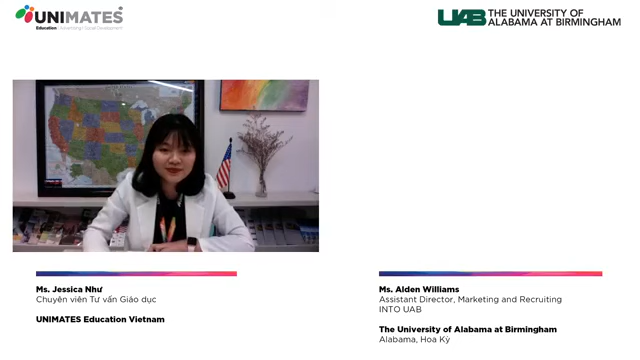 UNIMATES
Education | Advertising | Social Development
UAB THE UNIVERSITY OF
ALABAMA AT BIRMINGHAM
Ms. Jessica Như
Chuyên viên Tư vấn Giáo dục
UNIMATES Education Vietnam
Ms. Alden Williams
Assistant Director, Marketing and Recruiting
INTO UAB
The University of Alabama at Birmingham
Alabama, Hoa Kỳ